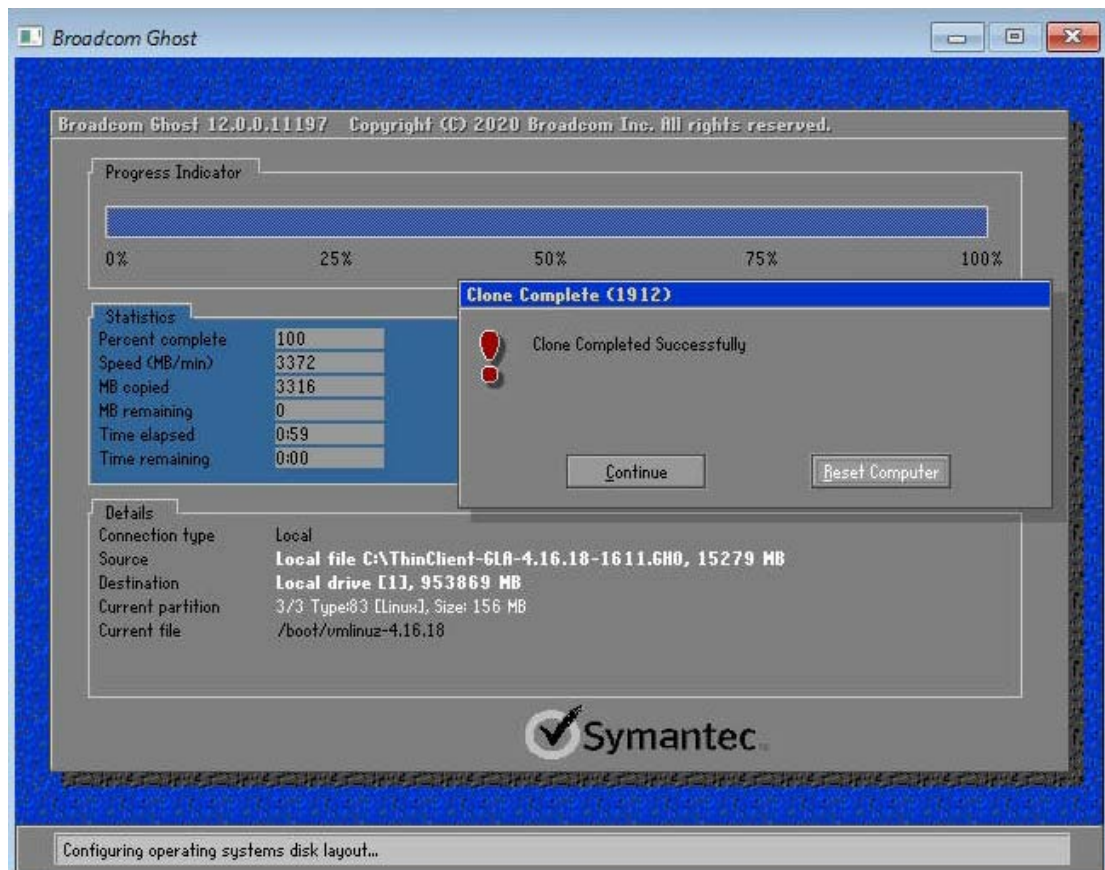 Broadcom Ghost
Broadcom Ghost 12.0.0.11197 Copyright (C) 2020 Broadcom Inc. All rights reserved.
Progress Indicator
0% 25% 50% 75% 100%
Clone Complete (1912)
Clone Completed Successfully
Continue Reset Computer
Statistics
Percent complete 100
Speed (MB/min) 3372
MB copied 3316
MB remaining 0
Time elapsed 0:59
Time remaining 0:00
Details
Connection type Local
Source Local file C:\ThinClient-GLA-4.16.18-1611.GHO, 15279 MB
Destination Local drive [1], 953869 MB
Current partition 3/3 Type:83 [Linux], Size: 156 MB
Current file /boot/vmlinuz-4.16.18
Symantec
Configuring operating systems disk layout...